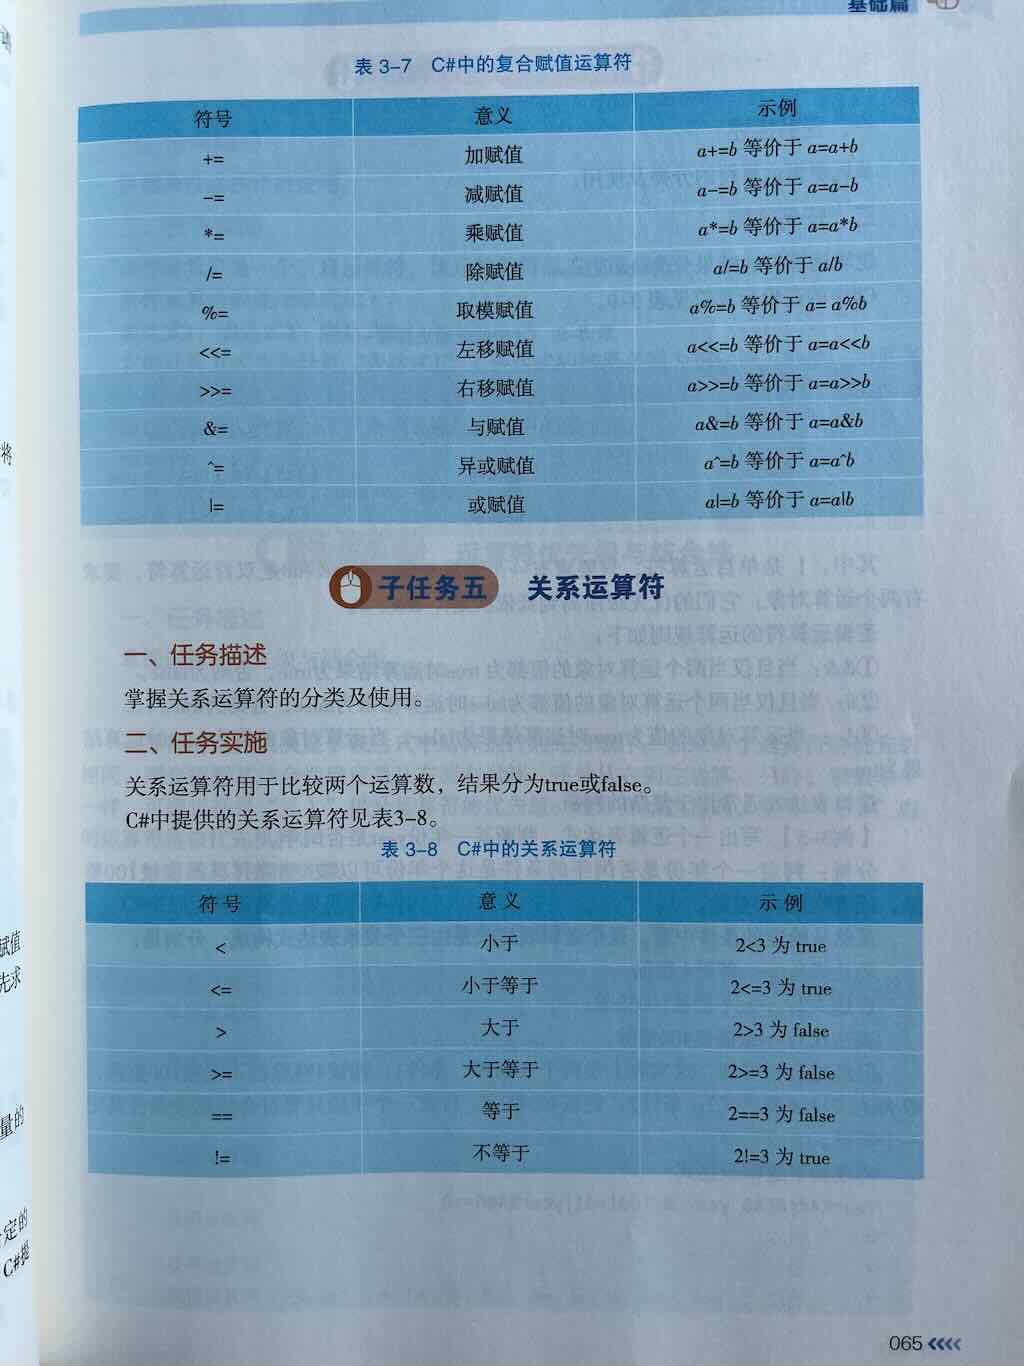 基础篇
表 3-7 C#中的复合赋值运算符
符号 意义 示例
+= 加赋值 a+=b 等价于 a=a+b
-= 减赋值 a-=b 等价于 a=a-b
*= 乘赋值 a*=b 等价于 a=a*b
/= 除赋值 a/=b 等价于 a/b
%= 取模赋值 a%=b 等价于 a= a%b
<<= 左移赋值 a<<=b 等价于 a=a<<b
>>= 右移赋值 a>>=b 等价于 a=a>>b
&= 与赋值 a&=b 等价于 a=a&b
^= 异或赋值 a^=b 等价于 a=a^b
|= 或赋值 a|=b 等价于 a=a|b
子任务五 关系运算符
一、任务描述
掌握关系运算符的分类及使用。
二、任务实施
关系运算符用于比较两个运算数，结果分为true或false。
C#中提供的关系运算符见表3-8。
表 3-8 C#中的关系运算符
符号 意义 示例
< 小于 2<3 为 true
<= 小于等于 2<=3 为 true
> 大于 2>3 为 false
>= 大于等于 2>=3 为 false
== 等于 2==3 为 false
!= 不等于 2!=3 为 true
065
将
赋值
先求
量的
定的
C#提